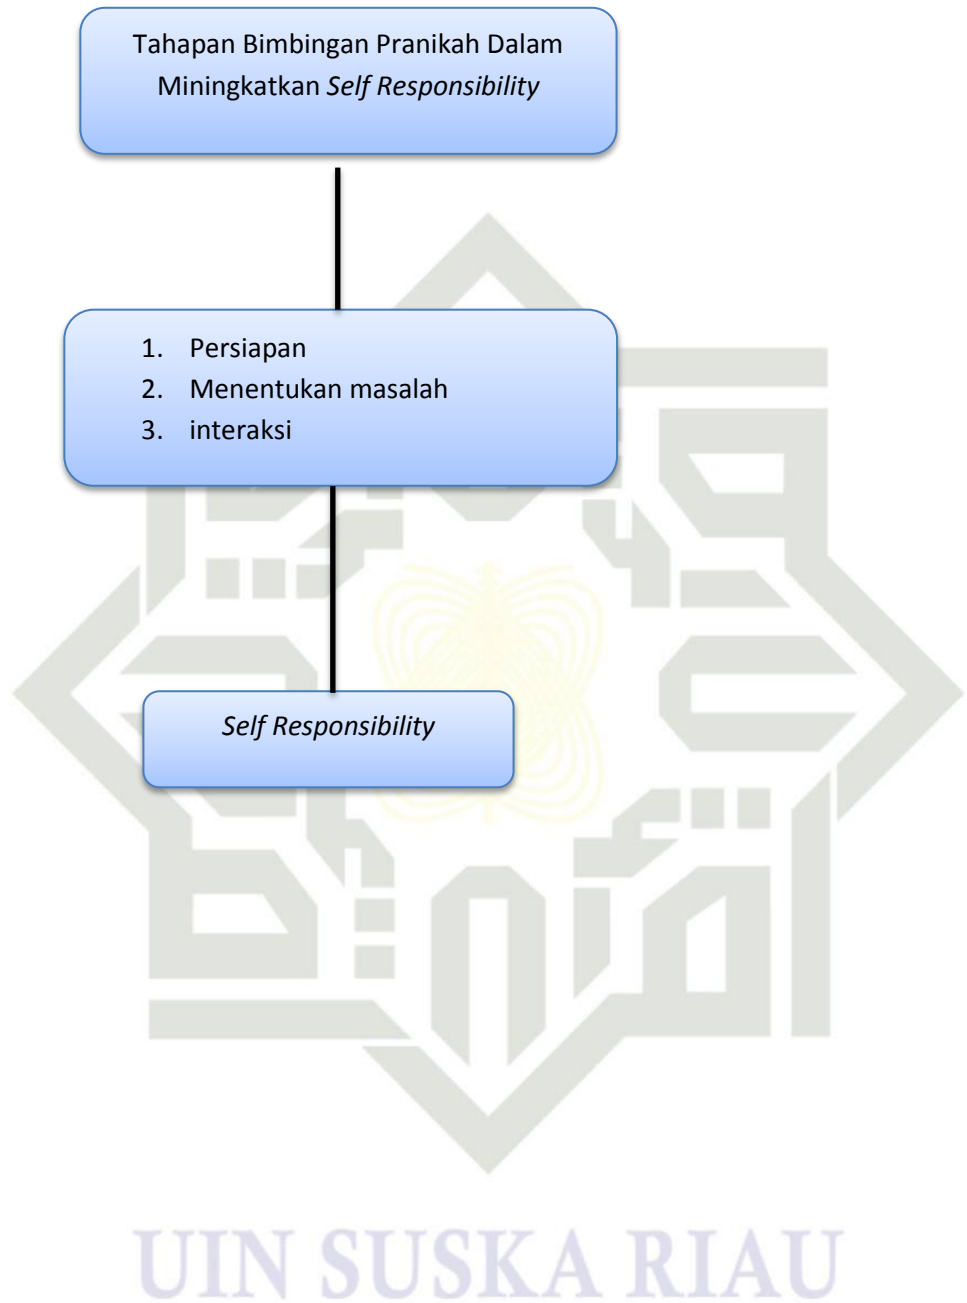 Tahapan Bimbingan Pranikah Dalam
Miningkatkan Self Responsibility
1. Persiapan
2. Menentukan masalah
3. interaksi
Self Responsibility
UIN SUSKA RIAU